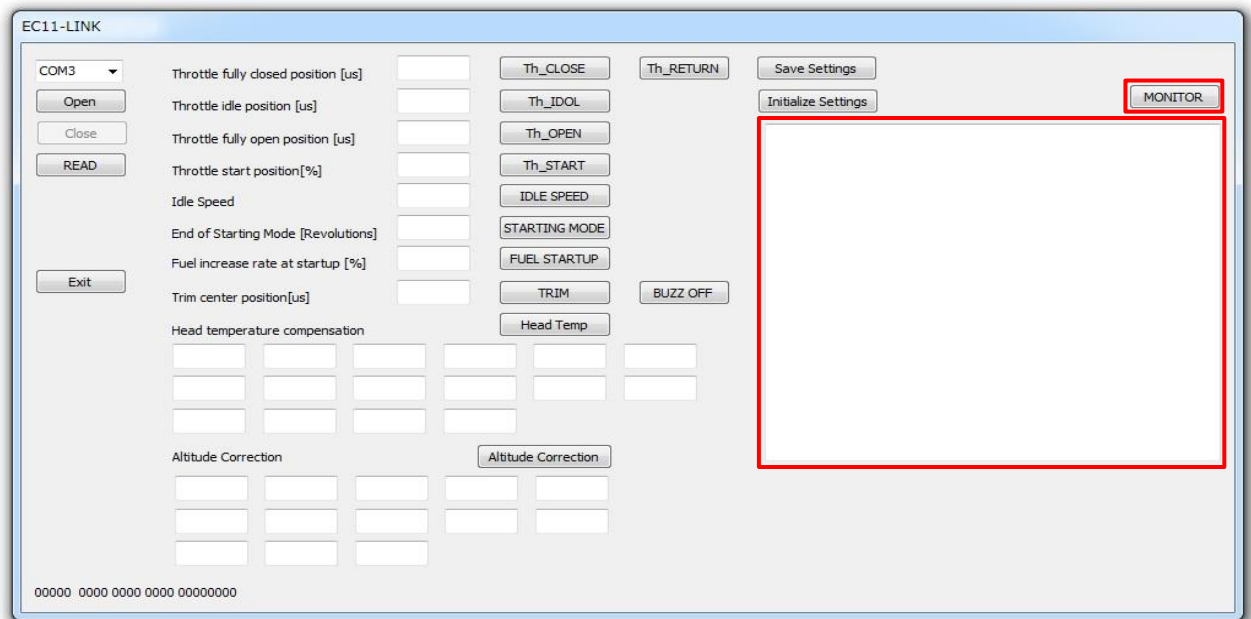 EC11-LINK
COM3
Throttle fully closed position [us]
Th_CLOSE
Th_RETURN
Save Settings
Open
Throttle idle position [us]
Th_IDOL
Initialize Settings
MONITOR
Close
Throttle fully open position [us]
Th_OPEN
READ
Throttle start position[%]
Th_START
Idle Speed
IDLE SPEED
End of Starting Mode [Revolutions]
STARTING MODE
Fuel increase rate at startup [%]
FUEL STARTUP
Exit
Trim center position[us]
TRIM
BUZZ OFF
Head temperature compensation
Head Temp
Altitude Correction
Altitude Correction
00000 0000 0000 0000 00000000